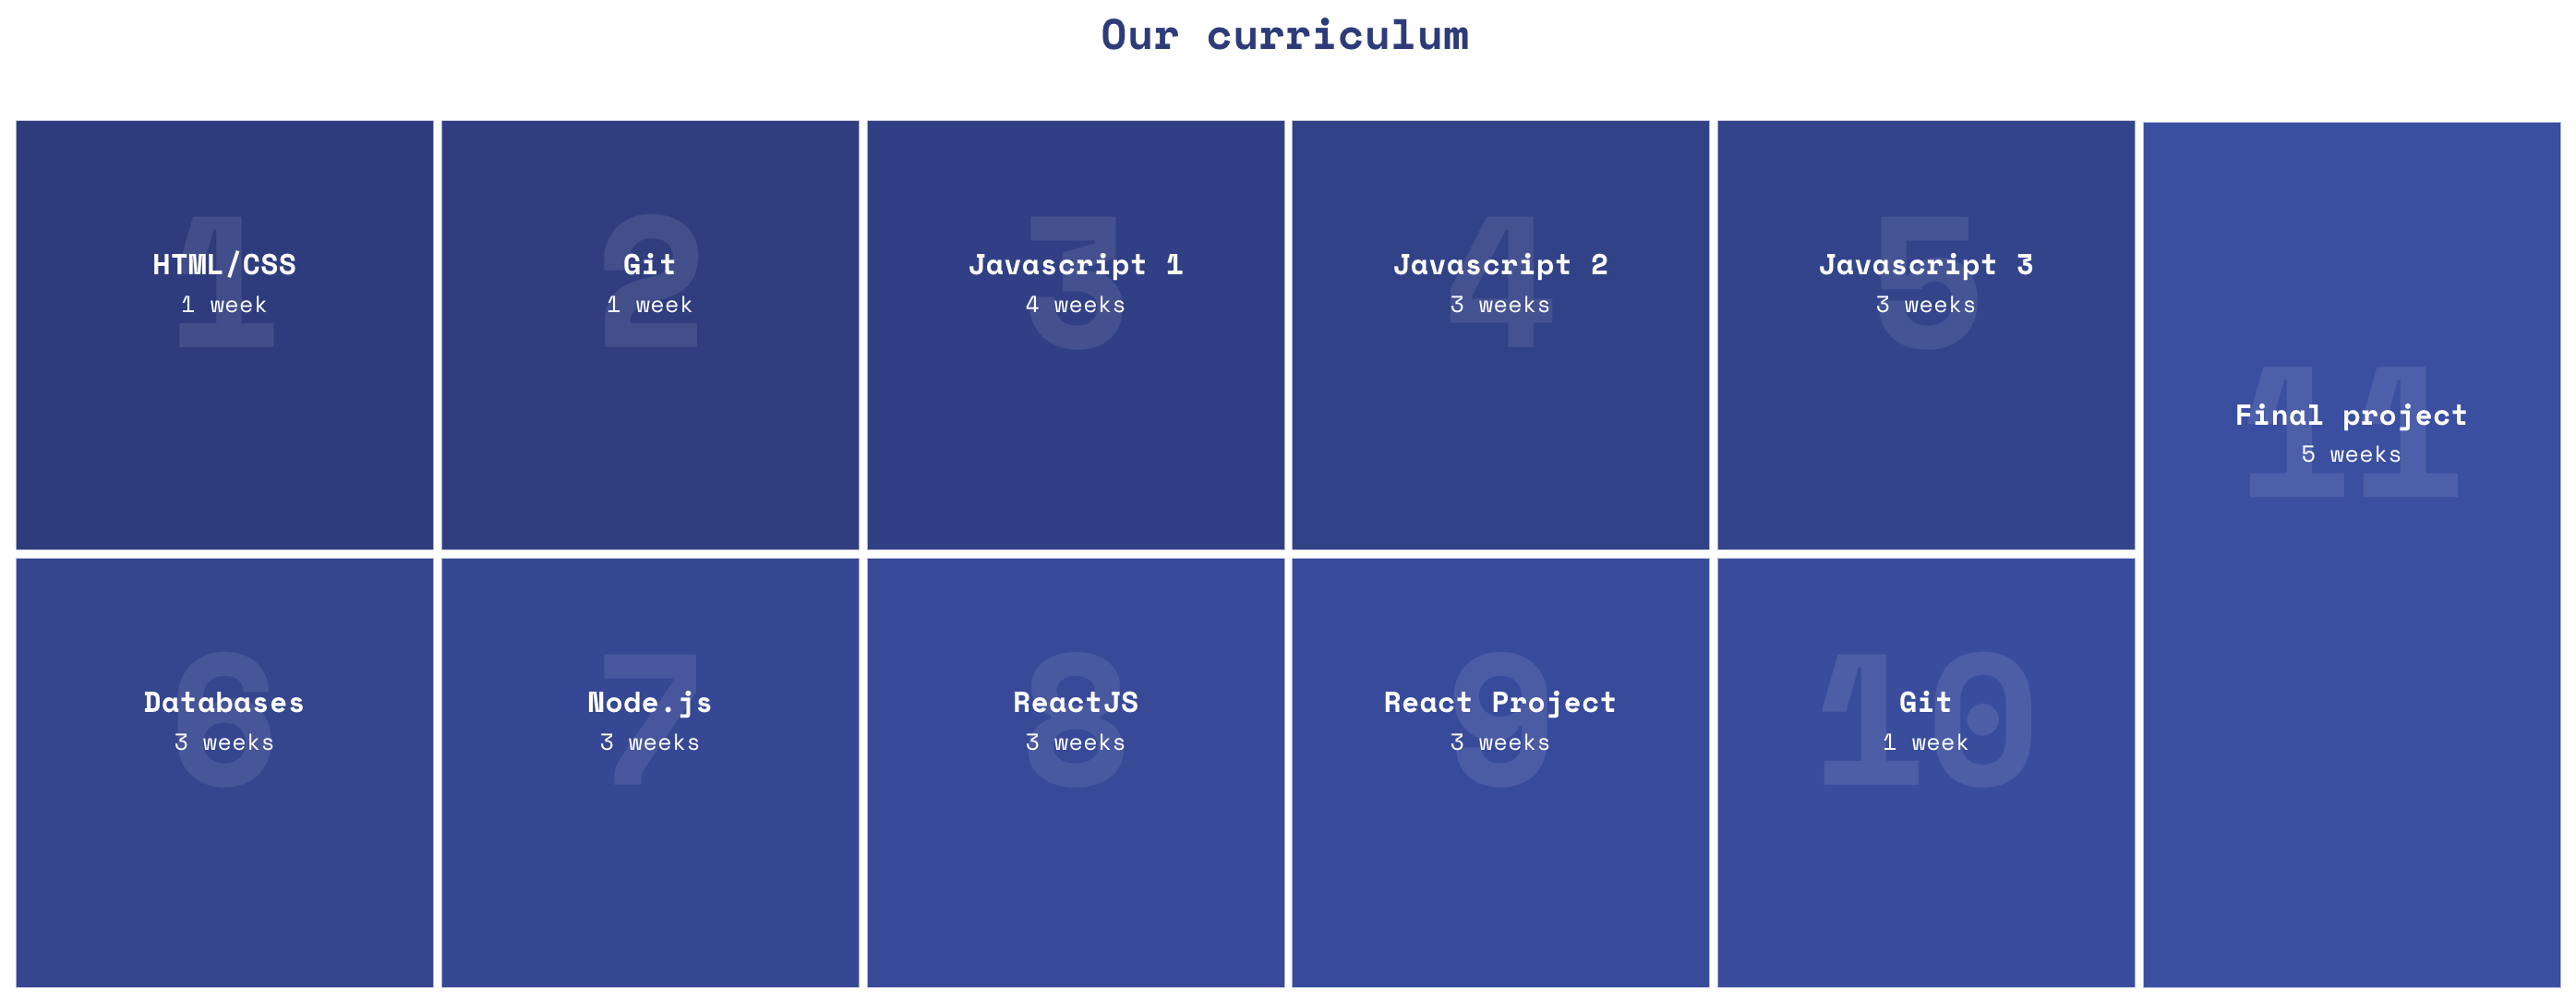 Our curriculum
1
HTML/CSS
1 week
2
Git
1 week
3
Javascript 1
4 weeks
4
Javascript 2
3 weeks
5
Javascript 3
3 weeks
6
Databases
3 weeks
7
Node.js
3 weeks
8
ReactJS
3 weeks
9
React Project
3 weeks
10
Git
1 week
11
Final project
5 weeks